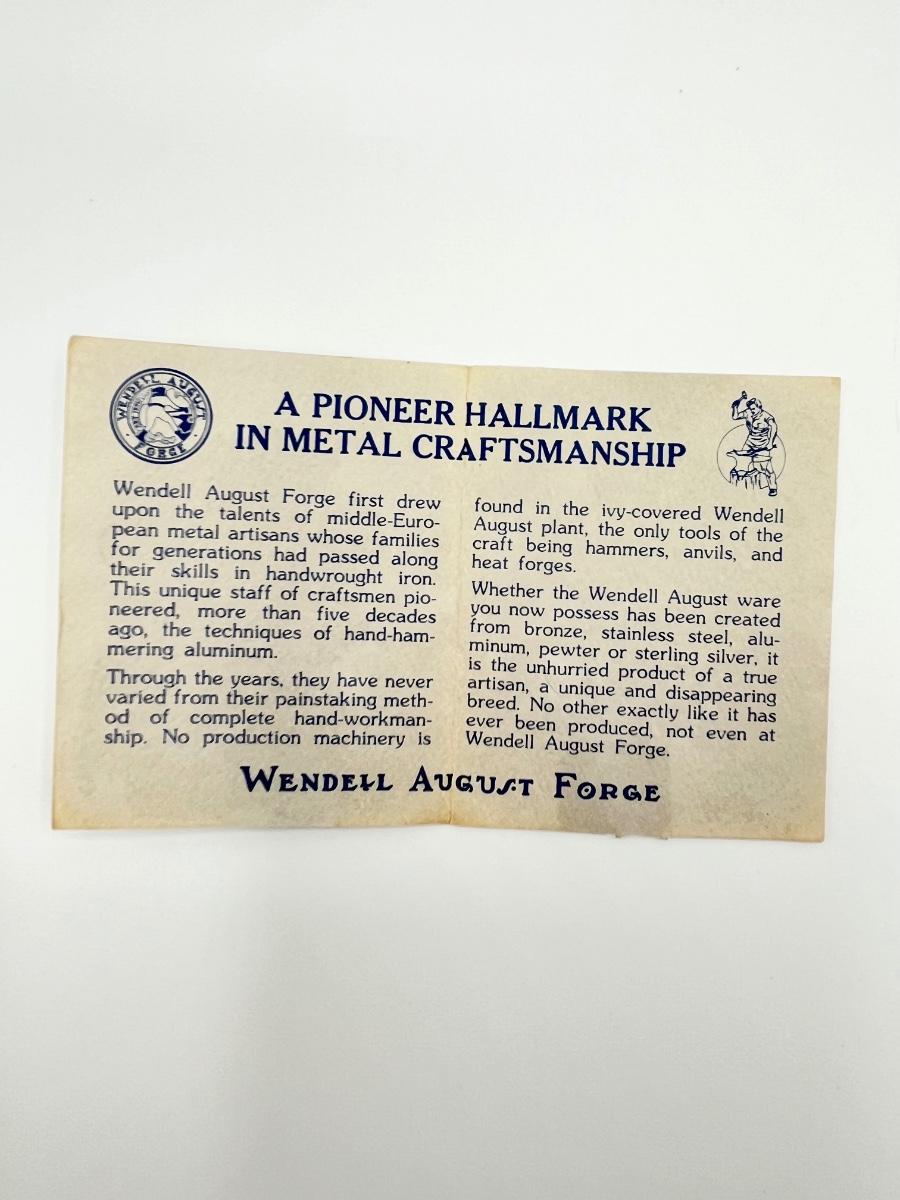 WENDELL AUGUST
FORGE
A PIONEER HALLMARK
IN METAL CRAFTSMANSHIP
Wendell August Forge first drew
upon the talents of middle-Euro-
pean metal artisans whose families
for generations had passed along
their skills in handwrought iron.
This unique staff of craftsmen pio-
neered, more than five decades
ago, the techniques of hand-ham-
mering aluminum.
Through the years, they have never
varied from their painstaking meth-
od of complete hand-workman-
ship. No production machinery is
found in the ivy-covered Wendell
August plant, the only tools of the
craft being hammers, anvils, and
heat forges.
Whether the Wendell August ware
you now possess has been created
from bronze, stainless steel, alu-
minum, pewter or sterling silver, it
is the unhurried product of a true
artisan, a unique and disappearing
breed. No other exactly like it has
ever been produced, not even at
Wendell August Forge.
WENDELL AUGUST FORGE